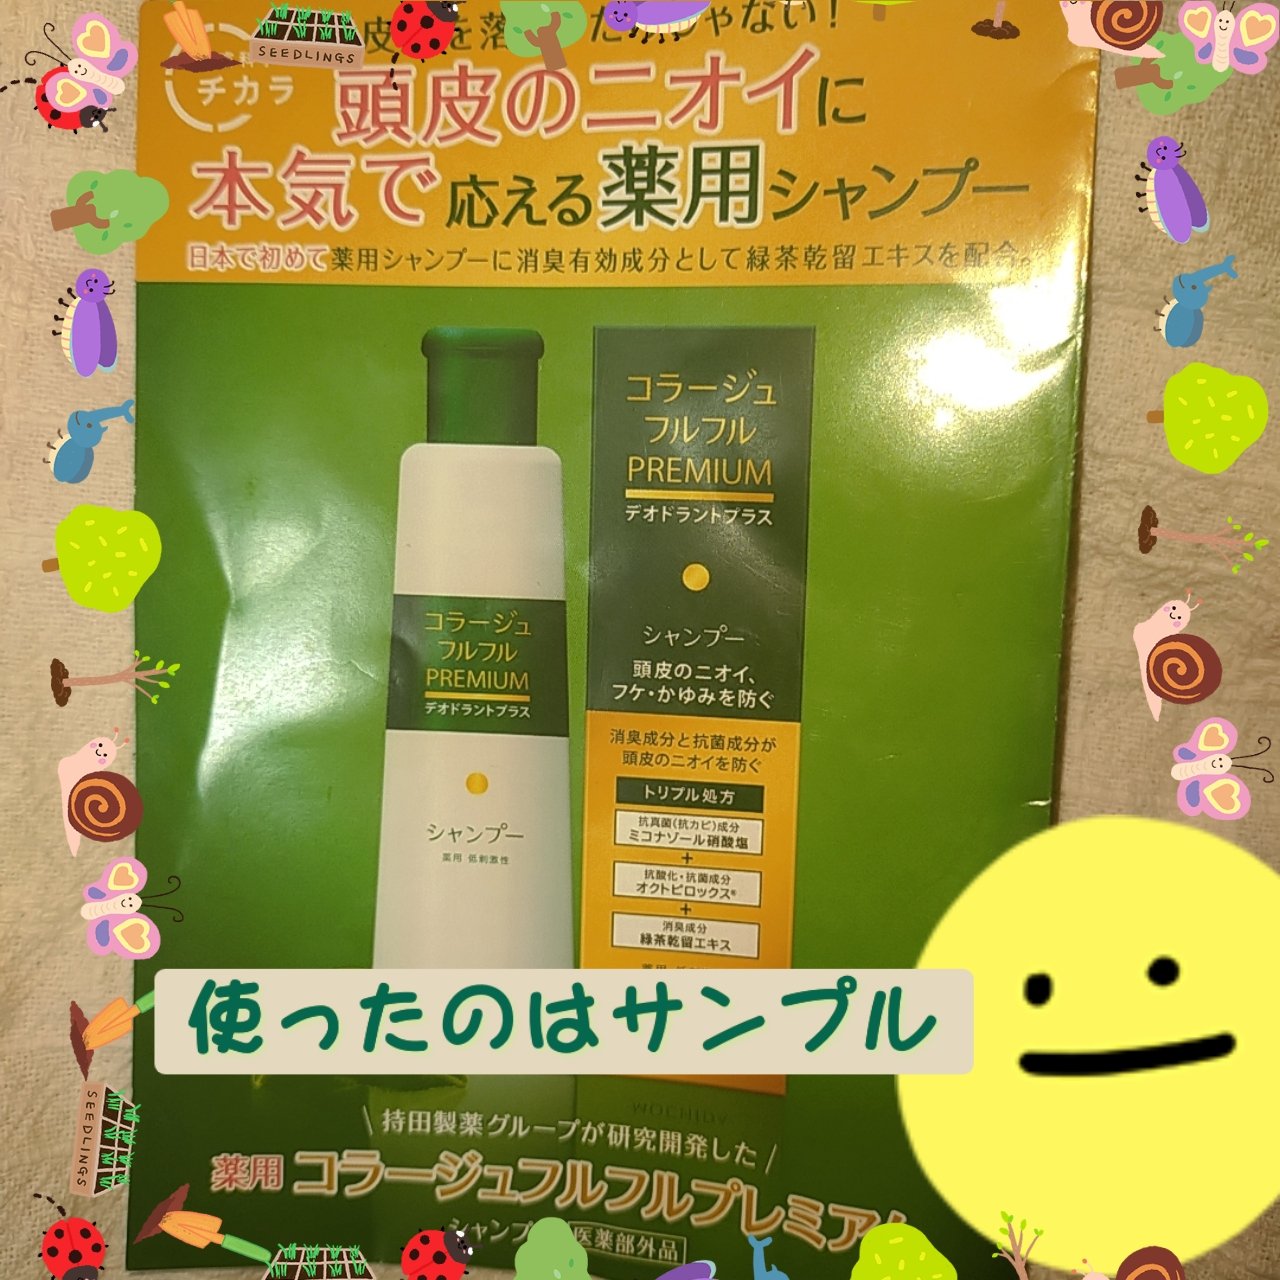 SEEDLINGS
チカラ
頭皮のニオイに
本気で応える薬用シャンプー
日本で初めて薬用シャンプーに消臭有効成分として緑茶乾留エキスを配合。
コラージュ
フルフル
PREMIUM
デオドラントプラス
シャンプー
頭皮のニオイ、
フケ・かゆみを防ぐ
消臭成分と抗菌成分が
頭皮のニオイを防ぐ
トリプル処方
抗真菌(抗カビ)成分
ミコナゾール硝酸塩
+
抗酸化・抗菌成分
オクトピロックス®
+
消臭成分
緑茶乾留エキス
コラージュ
フルフル
PREMIUM
デオドラントプラス
シャンプー
薬用 低刺激性
使ったのはサンプル
SEEDLINGS
\ 持田製薬グループが研究開発した /
薬用 コラージュフルフルプレミアム
医薬部外品